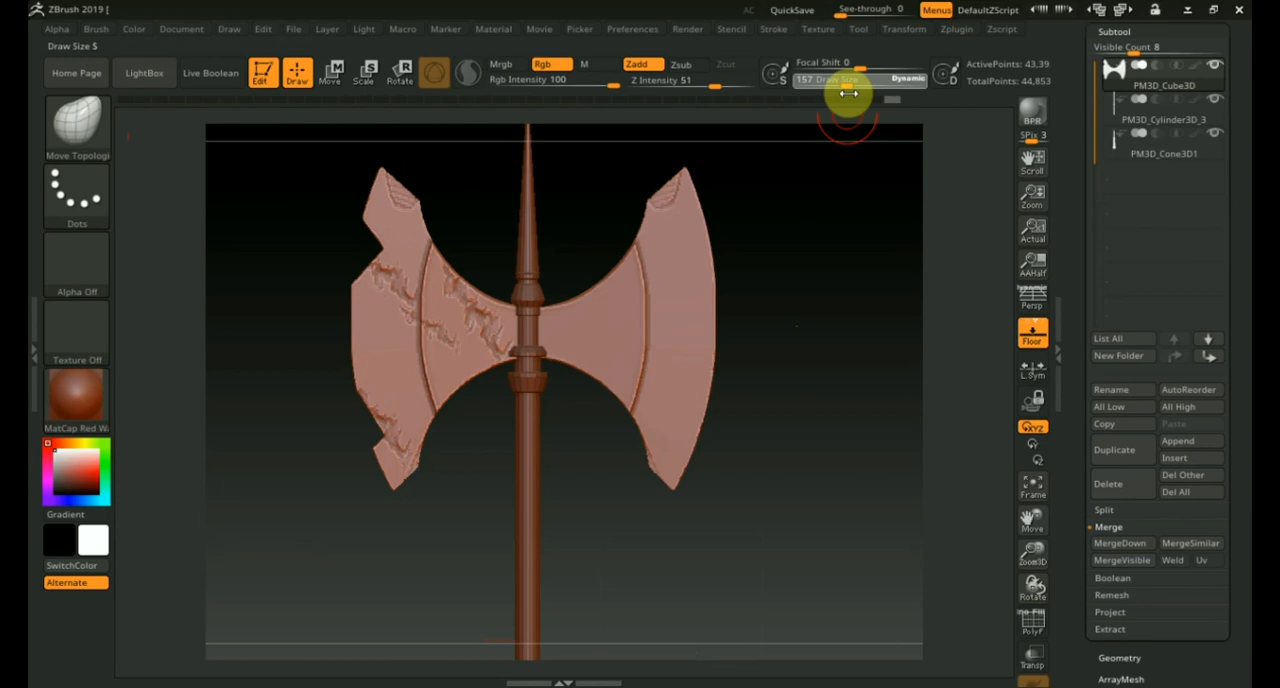 ZBrush 2019 [
AC QuickSave See-through 0 Menus DefaultZScript
Alpha Brush Color Document Draw Edit File Layer Light Macro Marker Material Movie Picker Preferences Render Stencil Stroke Texture Tool Transform Zplugin Zscript
Draw Size S
Home Page LightBox Live Boolean Edit Draw Move Scale Rotate
Mrgb Rgb M Zadd Zsub Zcut
Rgb Intensity 100 Z Intensity 51
S Focal Shift 0
157 Draw Size Dynamic
D ActivePoints: 43,39
TotalPoints: 44,853
Move Topologi
Dots
Alpha Off
Texture Off
MatCap Red W
Gradient
SwitchColor
Alternate
BPR
SPix 3
Scroll
Zoom
Actual
AAHalf
Dynamic
Persp
Floor
L.Sym
XYZ
Frame
Move
Zoom3D
Rotate
PolyF
Transp
Subtool
Visible Count 8
PM3D_Cube3D
PM3D_Cylinder3D_3
PM3D_Cone3D1
List All
New Folder
Rename AutoReorder
All Low All High
Copy Paste
Duplicate Append
Insert
Delete Del Other
Del All
Split
Merge
MergeDown MergeSimilar
MergeVisible Weld Uv
Boolean
Remesh
Project
Extract
Geometry
ArrayMesh